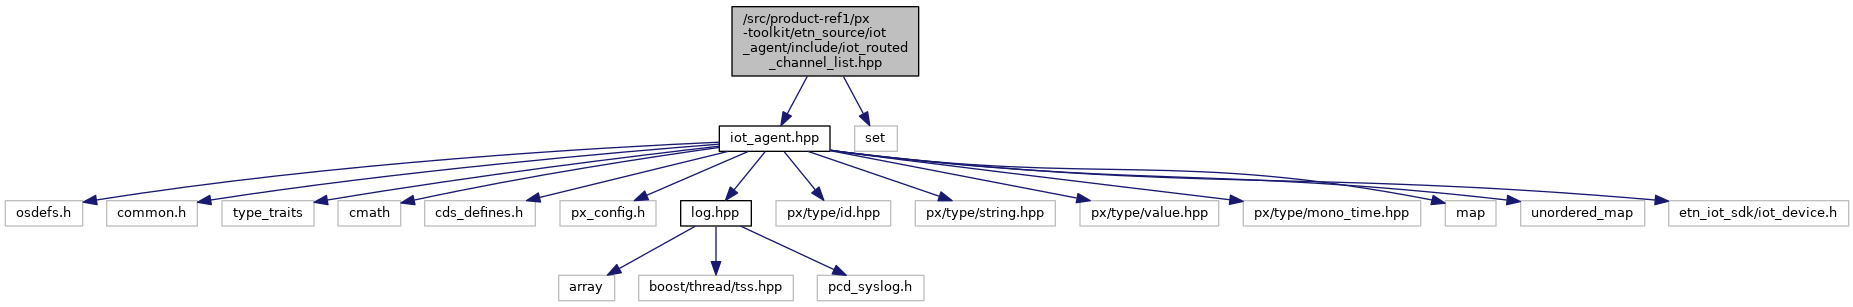 /src/product-ref1/px
-toolkit/etn_source/iot
_agent/include/iot_routed
_channel_list.hpp
iot_agent.hpp
set
osdefs.h
common.h
type_traits
cmath
cds_defines.h
px_config.h
log.hpp
px/type/id.hpp
px/type/string.hpp
px/type/value.hpp
px/type/mono_time.hpp
map
unordered_map
etn_iot_sdk/iot_device.h
array
boost/thread/tss.hpp
pcd_syslog.h